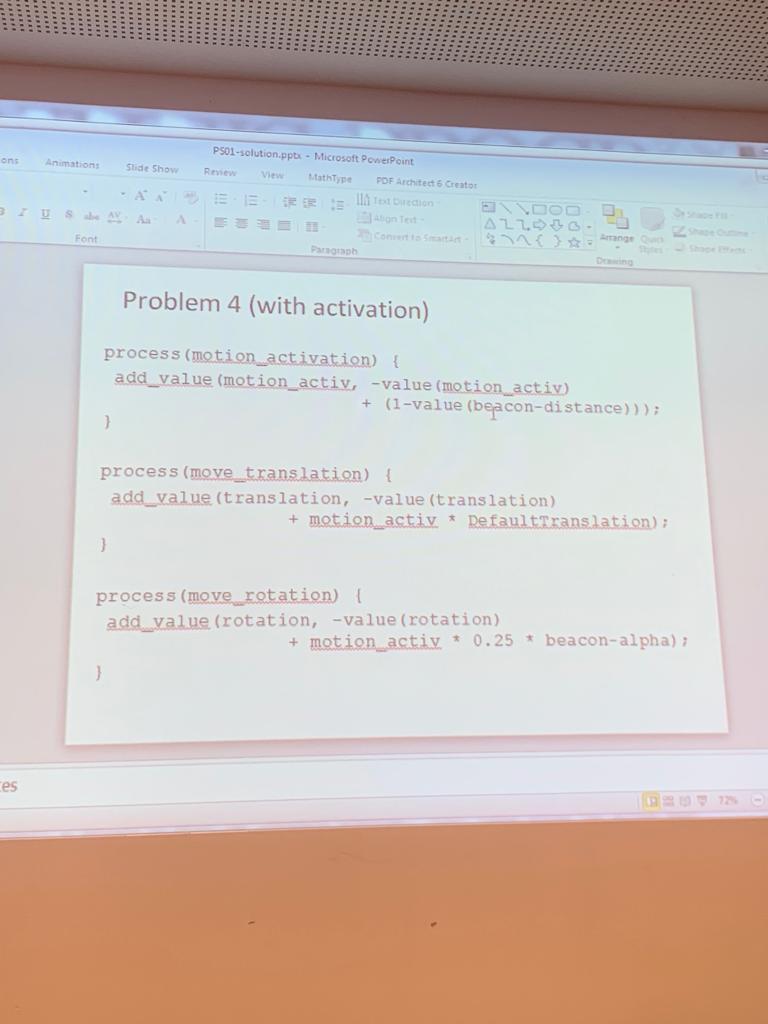 PS01-solution.pptx - Microsoft PowerPoint
ons Animations Slide Show Review View MathType PDF Architect 6 Creator
Text Direction
Align Text
Convert to SmartArt
I U S abc AV Aa A
Font
Paragraph
Arrange
Quick Styles
Drawing
Shape Fill
Shape Outline
Shape Effects
Problem 4 (with activation)
process(motion_activation) {
add_value(motion_activ, -value(motion_activ)
+ (1-value(beacon-distance)));
}
process(move_translation) {
add_value(translation, -value(translation)
+ motion_activ * DefaultTranslation);
}
process(move_rotation) {
add_value(rotation, -value(rotation)
+ motion_activ * 0.25 * beacon-alpha);
}
es
72%